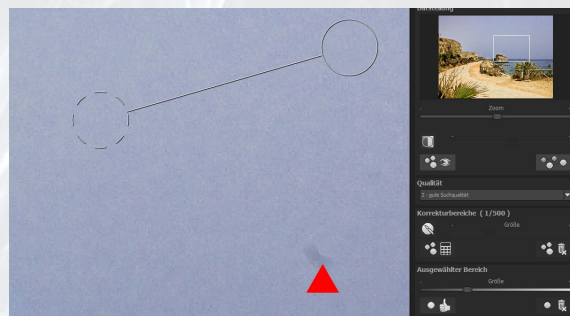 Darstellung
Zoom
Qualität
2 - gute Suchqualität
Korrekturbereiche ( 1/500 )
Größe
Ausgewählter Bereich
Größe